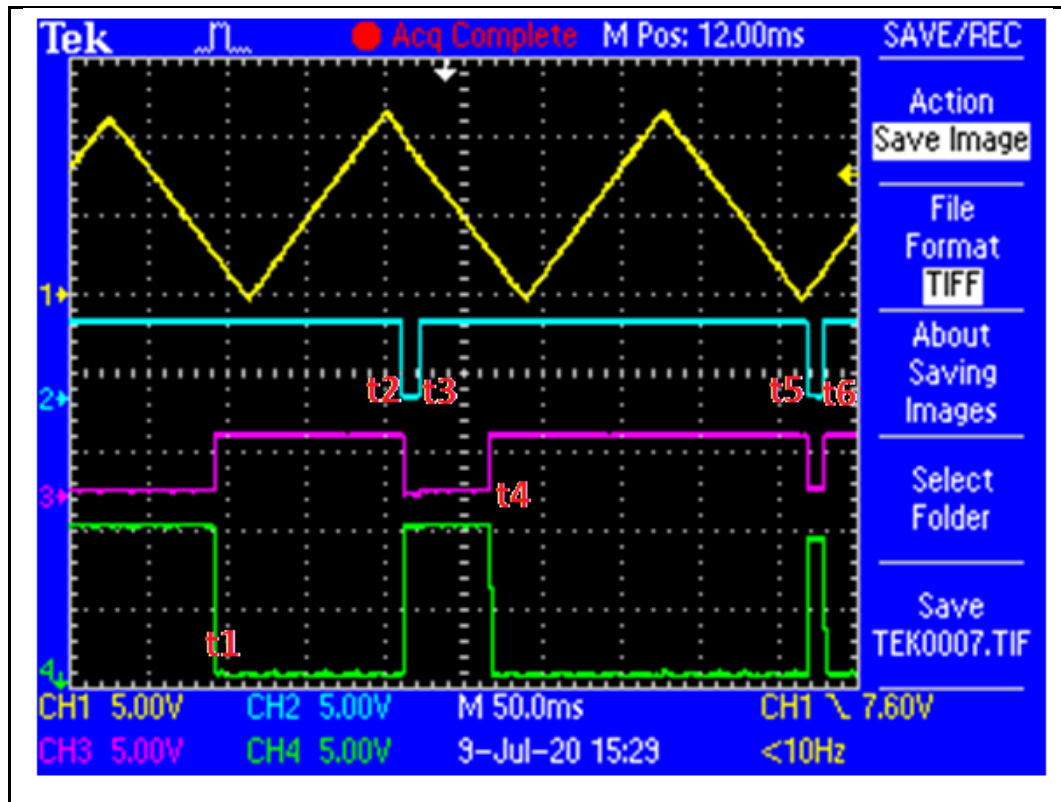 Tek Acq Complete M Pos: 12.00ms SAVE/REC
Action
Save Image
File
Format
TIFF
1
About
Saving
Images
2 t2 t3 t5 t6
3 t4
Select
Folder
t1
Save
TEK0007.TIF
4
CH1 5.00V CH2 5.00V M 50.0ms CH1 7.60V
CH3 5.00V CH4 5.00V 9-Jul-20 15:29 <10Hz